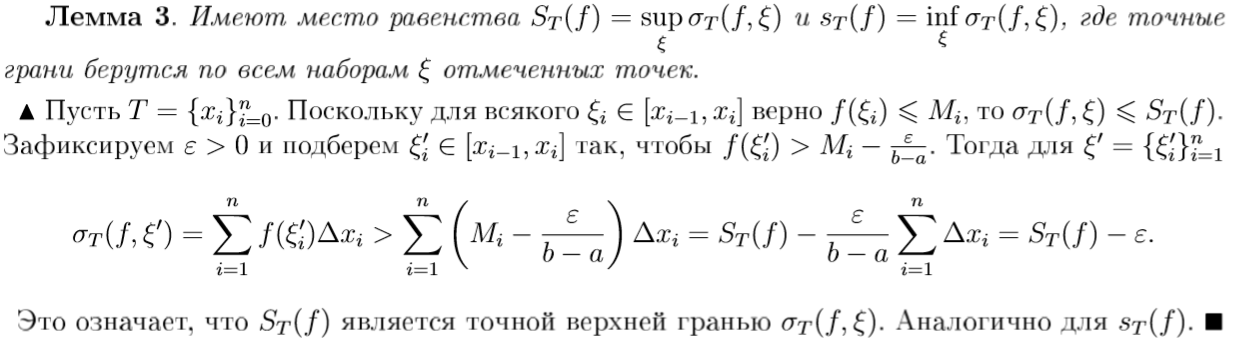 Лемма 3. Имеют место равенства $S_T(f) = \sup\limits_{\xi} \sigma_T(f, \xi)$ и $s_T(f) = \inf\limits_{\xi} \sigma_T(f, \xi)$, где точные
грани берутся по всем наборам $\xi$ отмеченных точек.
▲ Пусть $T = \{x_i\}_{i=0}^n$. Поскольку для всякого $\xi_i \in [x_{i-1}, x_i]$ верно $f(\xi_i) \leqslant M_i$, то $\sigma_T(f, \xi) \leqslant S_T(f)$.
Зафиксируем $\varepsilon > 0$ и подберем $\xi_i' \in [x_{i-1}, x_i]$ так, чтобы $f(\xi_i') > M_i - \frac{\varepsilon}{b-a}$. Тогда для $\xi' = \{\xi_i'\}_{i=1}^n$
$\sigma_T(f, \xi') = \sum_{i=1}^n f(\xi_i')\Delta x_i > \sum_{i=1}^n \left( M_i - \frac{\varepsilon}{b-a} \right) \Delta x_i = S_T(f) - \frac{\varepsilon}{b-a} \sum_{i=1}^n \Delta x_i = S_T(f) - \varepsilon.$
Это означает, что $S_T(f)$ является точной верхней гранью $\sigma_T(f, \xi)$. Аналогично для $s_T(f)$. ■